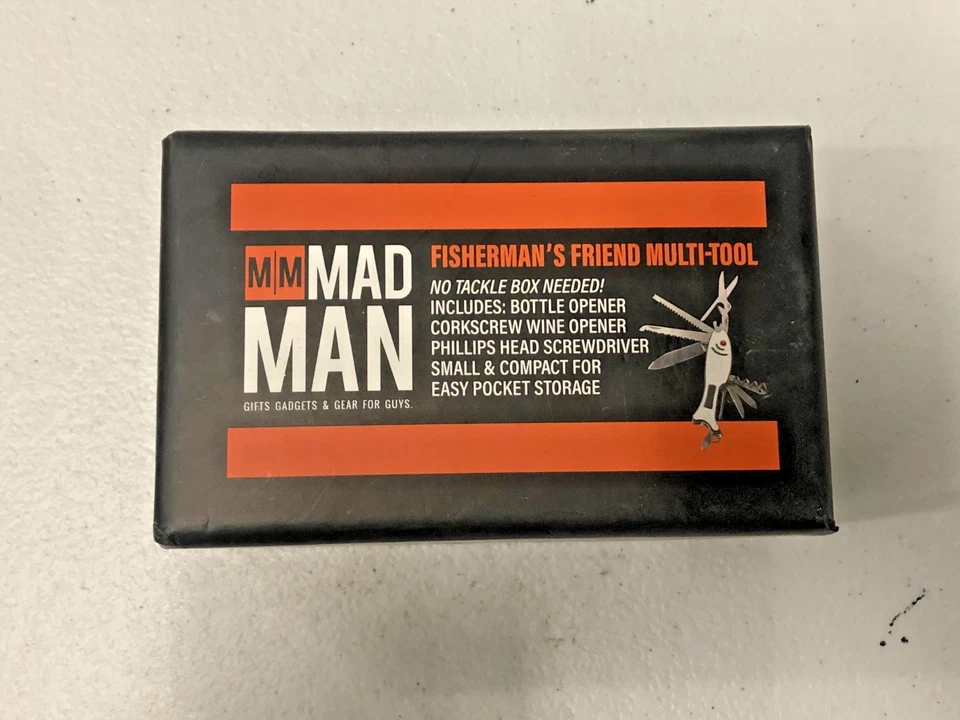 M|M MAD
MAN
GIFTS GADGETS & GEAR FOR GUYS.
FISHERMAN'S FRIEND MULTI-TOOL
NO TACKLE BOX NEEDED!
INCLUDES: BOTTLE OPENER
CORKSCREW WINE OPENER
PHILLIPS HEAD SCREWDRIVER
SMALL & COMPACT FOR
EASY POCKET STORAGE